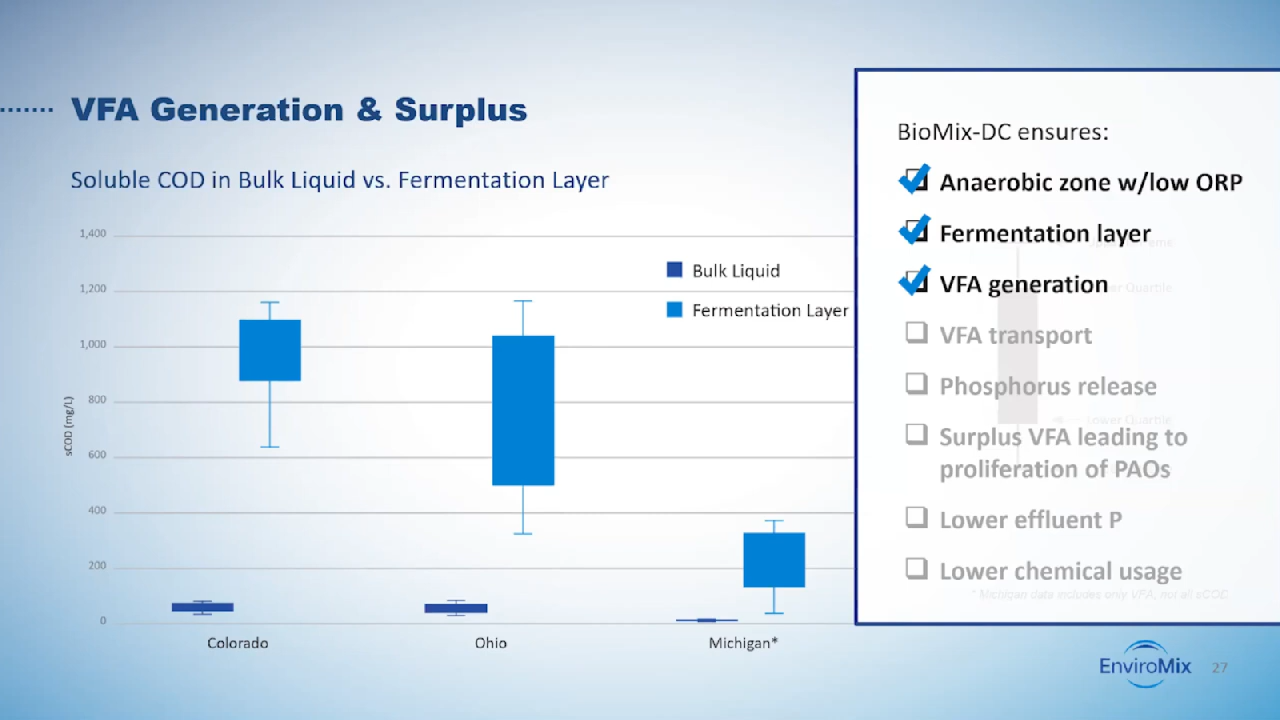 VFA Generation & Surplus
Soluble COD in Bulk Liquid vs. Fermentation Layer
1,400
1,200
1,000
800
600
400
200
0
sCOD (mg/L)
Bulk Liquid
Fermentation Layer
Colorado
Ohio
Michigan*
BioMix-DC ensures:
Anaerobic zone w/low ORP
Fermentation layer
VFA generation
VFA transport
Phosphorus release
Surplus VFA leading to
proliferation of PAOs
Lower effluent P
Lower chemical usage
Lower Quartile
* Michigan data includes only VFA, not all sCOD
EnviroMix
27